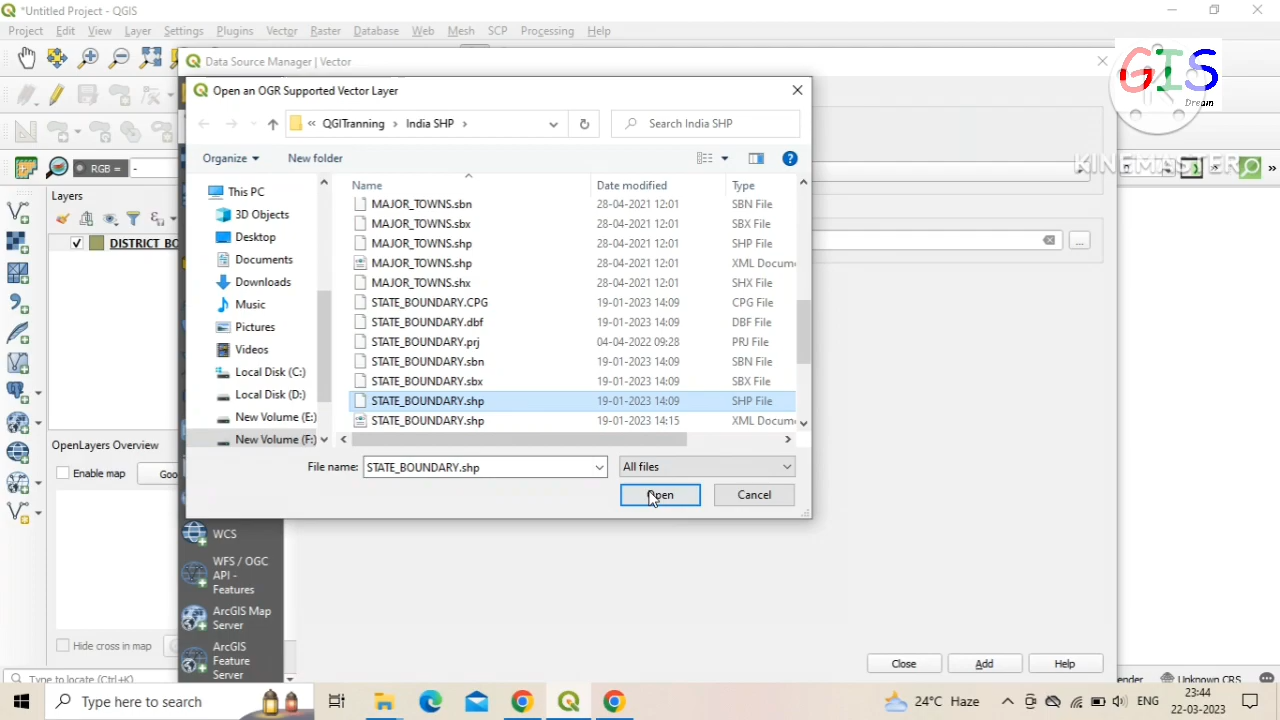 *Untitled Project - QGIS
Project Edit View Layer Settings Plugins Vector Raster Database Web Mesh SCP Processing Help
Data Source Manager | Vector
GIS
Dream
Open an OGR Supported Vector Layer
« QGITranning › India SHP ›
Search India SHP
KINEMASTER
Organize New folder
RGB = -
Name Date modified Type
Layers
DISTRICT_BO
This PC
3D Objects
Desktop
Documents
Downloads
Music
Pictures
Videos
Local Disk (C:)
Local Disk (D:)
New Volume (E:)
New Volume (F:)
MAJOR_TOWNS.sbn 28-04-2021 12:01 SBN File
MAJOR_TOWNS.sbx 28-04-2021 12:01 SBX File
MAJOR_TOWNS.shp 28-04-2021 12:01 SHP File
MAJOR_TOWNS.shp 28-04-2021 12:01 XML Docum
MAJOR_TOWNS.shx 28-04-2021 12:01 SHX File
STATE_BOUNDARY.CPG 19-01-2023 14:09 CPG File
STATE_BOUNDARY.dbf 19-01-2023 14:09 DBF File
STATE_BOUNDARY.prj 04-04-2022 09:28 PRJ File
STATE_BOUNDARY.sbn 19-01-2023 14:09 SBN File
STATE_BOUNDARY.sbx 19-01-2023 14:09 SBX File
STATE_BOUNDARY.shp 19-01-2023 14:09 SHP File
STATE_BOUNDARY.shp 19-01-2023 14:15 XML Docum
...
OpenLayers Overview
Enable map Goo
File name: STATE_BOUNDARY.shp All files
Open Cancel
WCS
WFS / OGC
API -
Features
ArcGIS Map
Server
ArcGIS
Feature
Server
Hide cross in map
Close Add Help
Type to locate (Ctrl+K)
ender Unknown CRS
Type here to search
24°C Haze
ENG
23:44
22-03-2023